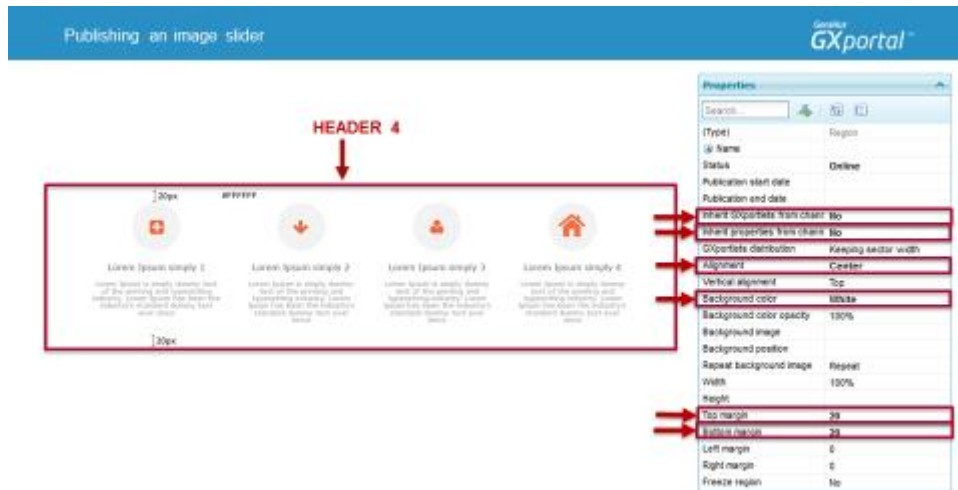 Publishing an image slider
GeneXus
GXportal™
HEADER 4
20px
#FFFFFF
Lorem Ipsum simply 1
Lorem Ipsum simply 2
Lorem Ipsum simply 3
Lorem Ipsum simply 4
20px
Properties
Search...
(Type) Region
Name
Status Online
Publication start date
Publication end date
Inherit GXportlets from chann No
Inherit properties from chann No
GXportlets distribution Keeping sector width
Alignment Center
Vertical alignment Top
Background color White
Background color opacity 100%
Background image
Background position
Repeat background image Repeat
Width 100%
Height
Top margin 20
Bottom margin 20
Left margin 0
Right margin 0
Freeze region No